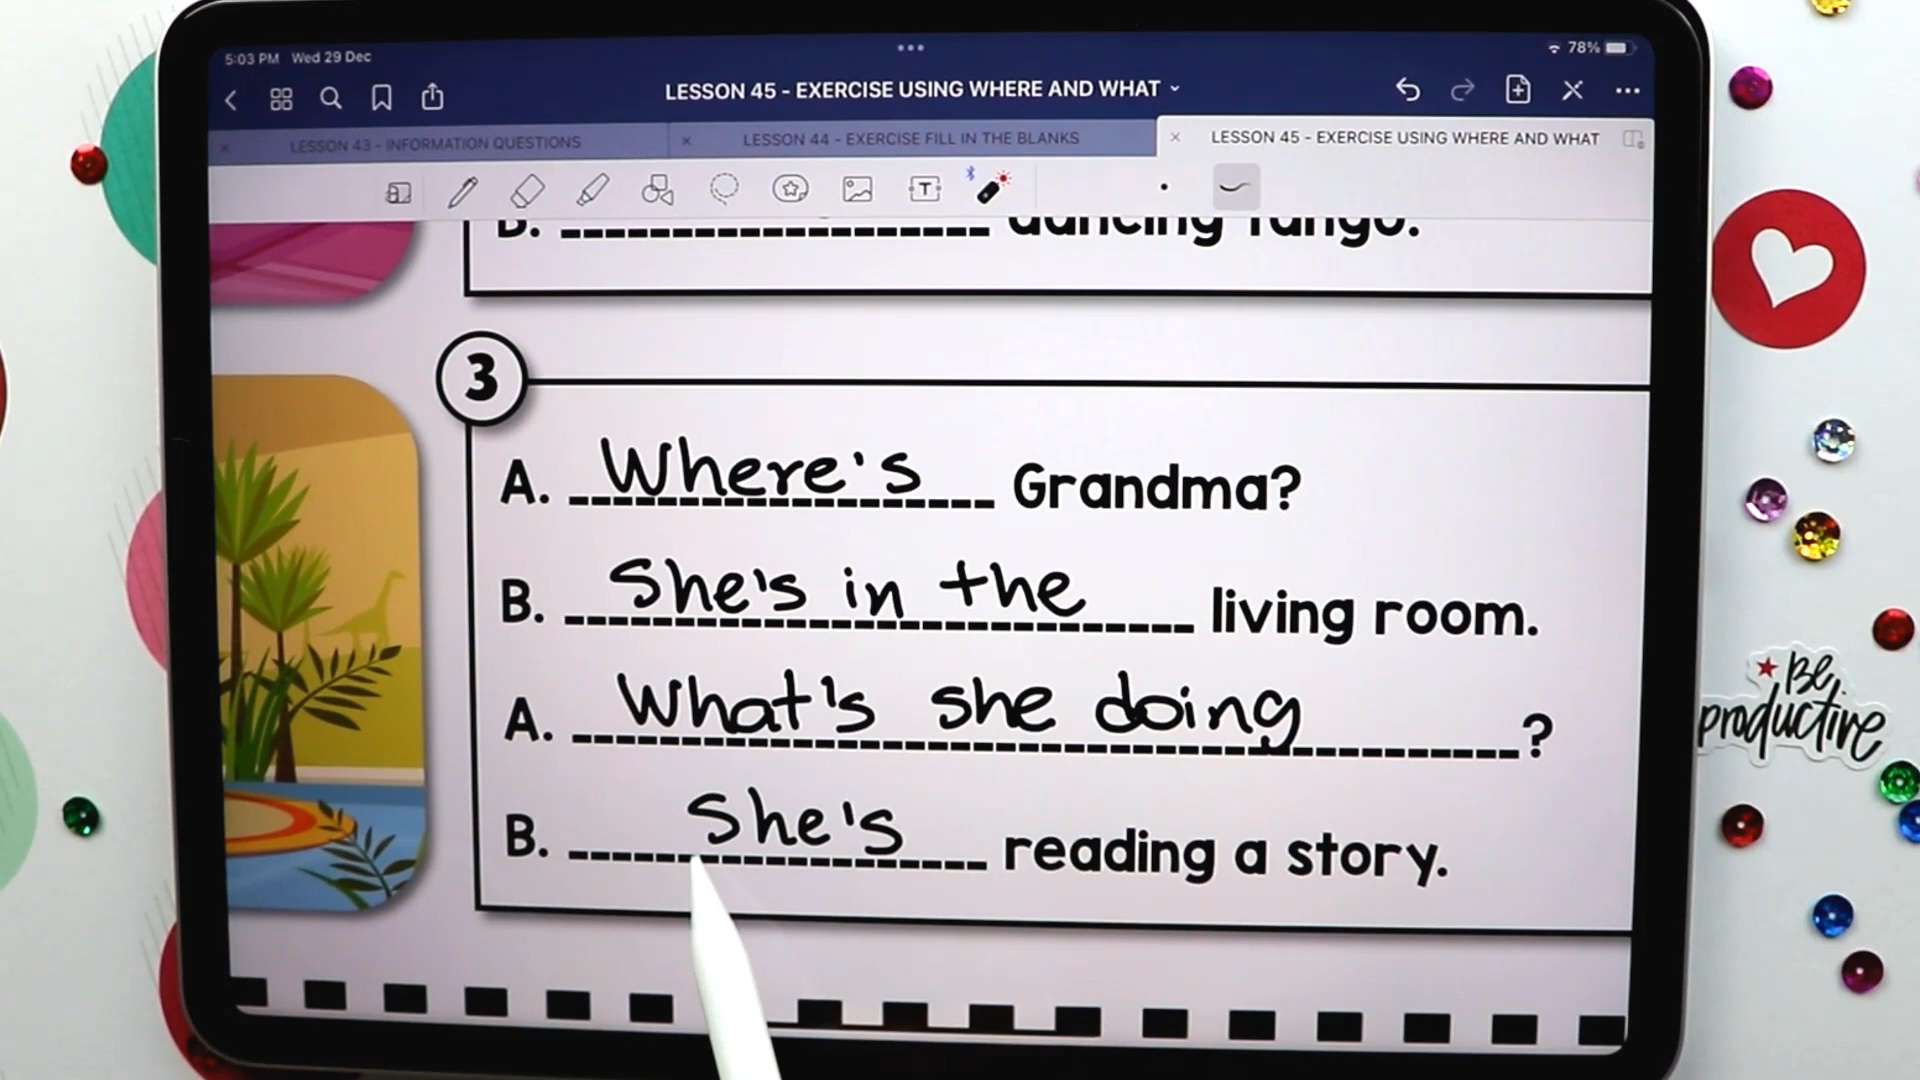 5:03 PM Wed 29 Dec
78%
LESSON 45 - EXERCISE USING WHERE AND WHAT
LESSON 43 - INFORMATION QUESTIONS
LESSON 44 - EXERCISE FILL IN THE BLANKS
LESSON 45 - EXERCISE USING WHERE AND WHAT
T
B. dancing Tango.
3
A. Where's Grandma?
B. She's in the living room.
A. What's she doing ?
B. She's reading a story.
Be
productive